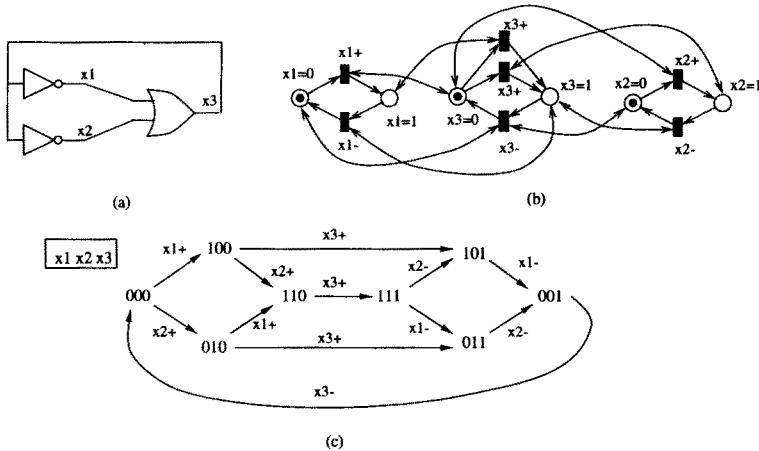 x1
x2
x3
(a)
x1=0
x1+
x1-
x1=1
x3+
x3+
x3=0
x3=1
x3-
x2=0
x2+
x2=1
x2-
(b)
x1 x2 x3
000
x1+
x2+
100
010
x3+
x2+
x1+
110
x3+
111
x3+
x2-
x1-
101
011
x1-
x2-
001
x3-
(c)